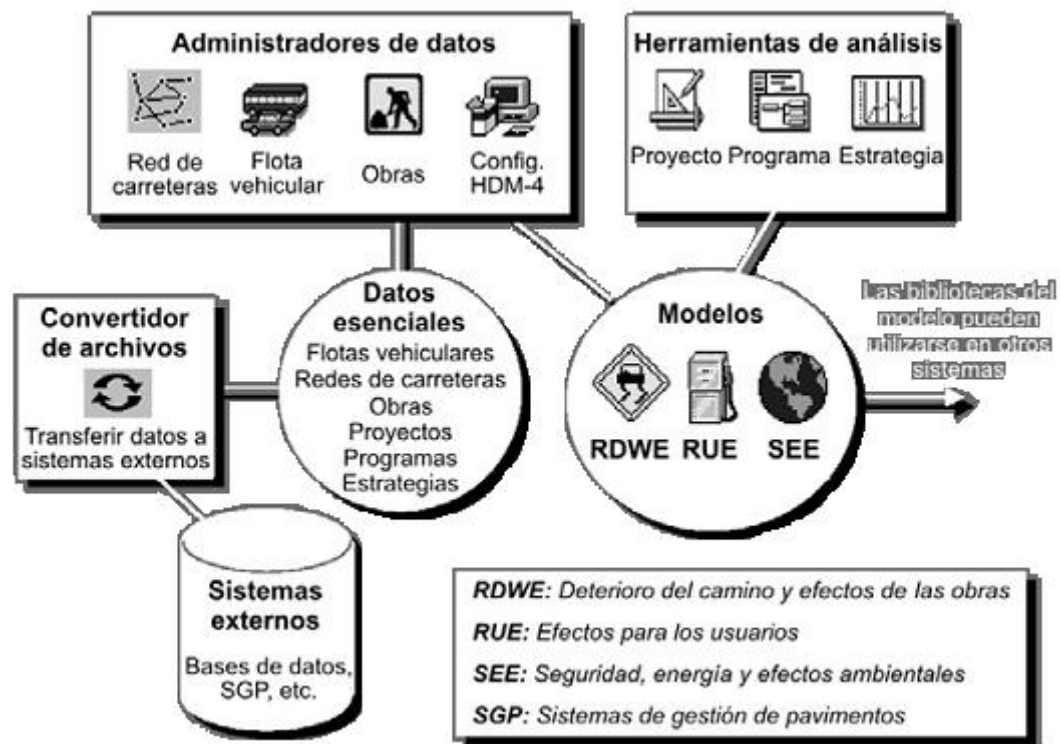 Administradores de datos
Red de
carreteras
Flota
vehicular
Obras
Config.
HDM-4
Herramientas de análisis
Proyecto Programa Estrategia
Convertidor
de archivos
Transferir datos a
sistemas externos
Datos
esenciales
Flotas vehiculares
Redes de carreteras
Obras
Proyectos
Programas
Estrategias
Modelos
RDWE RUE SEE
Las bibliotecas del
modelo pueden
utilizarse en otros
sistemas
Sistemas
externos
Bases de datos,
SGP, etc.
RDWE: Deterioro del camino y efectos de las obras
RUE: Efectos para los usuarios
SEE: Seguridad, energía y efectos ambientales
SGP: Sistemas de gestión de pavimentos